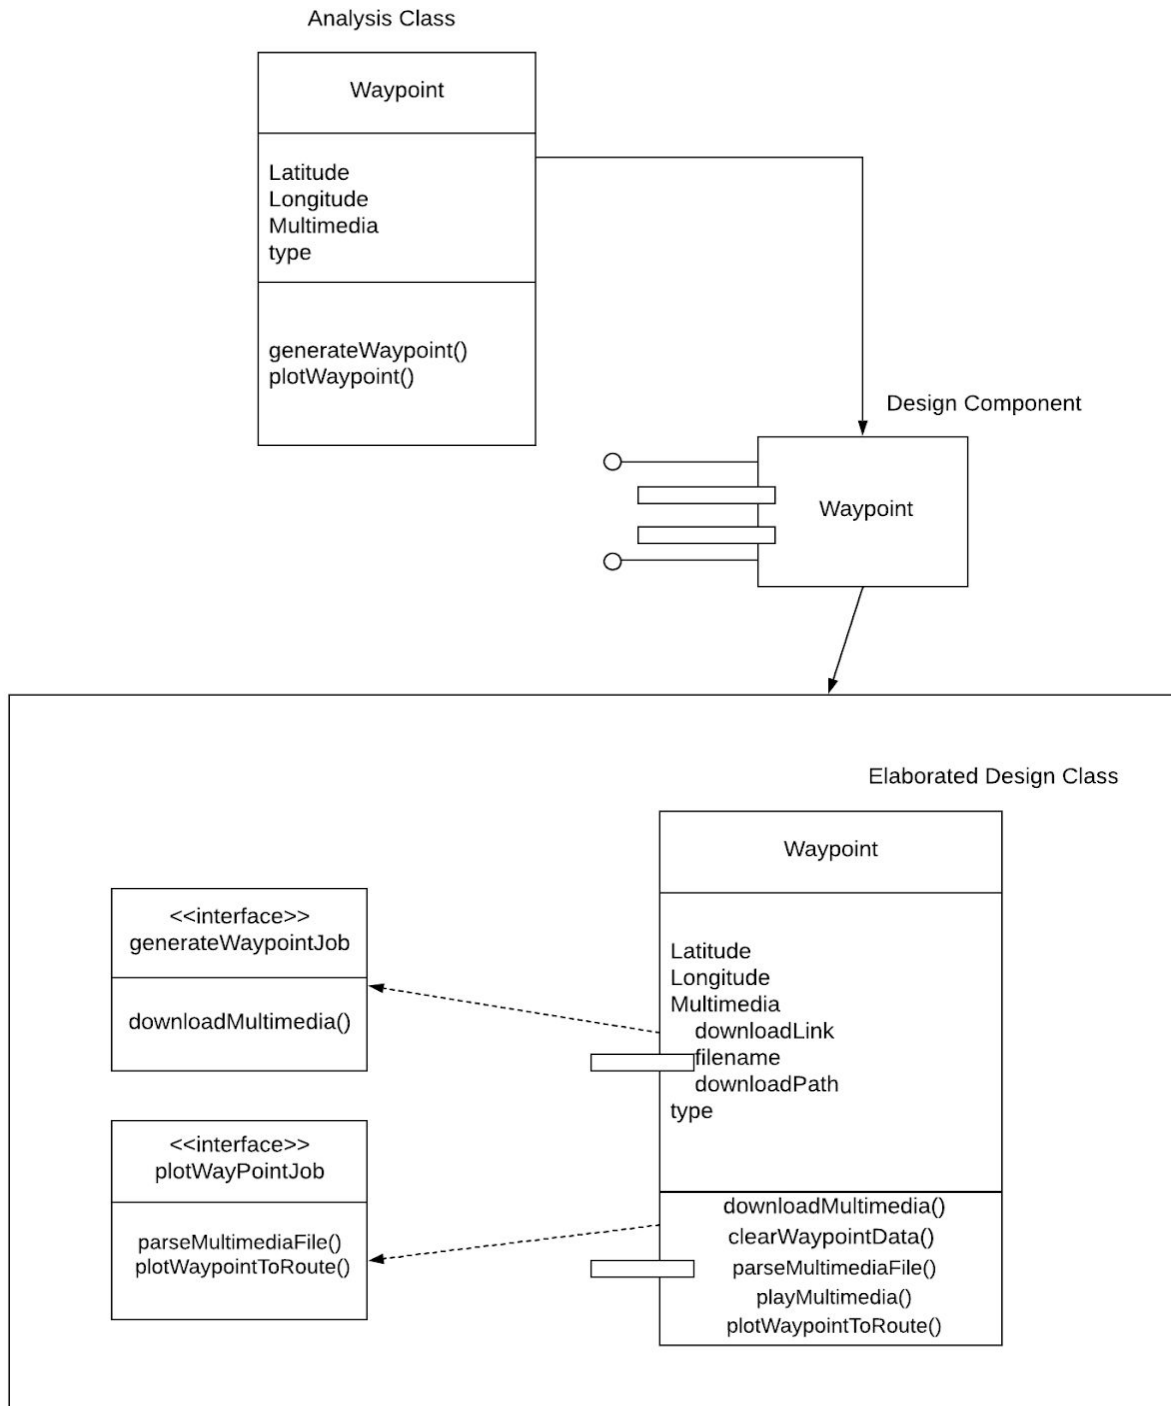 Analysis Class
Waypoint
Latitude
Longitude
Multimedia
type
generateWaypoint()
plotWaypoint()
Design Component
Waypoint
Elaborated Design Class
Waypoint
Latitude
Longitude
Multimedia
downloadLink
filename
downloadPath
type
downloadMultimedia()
clearWaypointData()
parseMultimediaFile()
playMultimedia()
plotWaypointToRoute()
<<interface>>
generateWaypointJob
downloadMultimedia()
<<interface>>
plotWayPointJob
parseMultimediaFile()
plotWaypointToRoute()